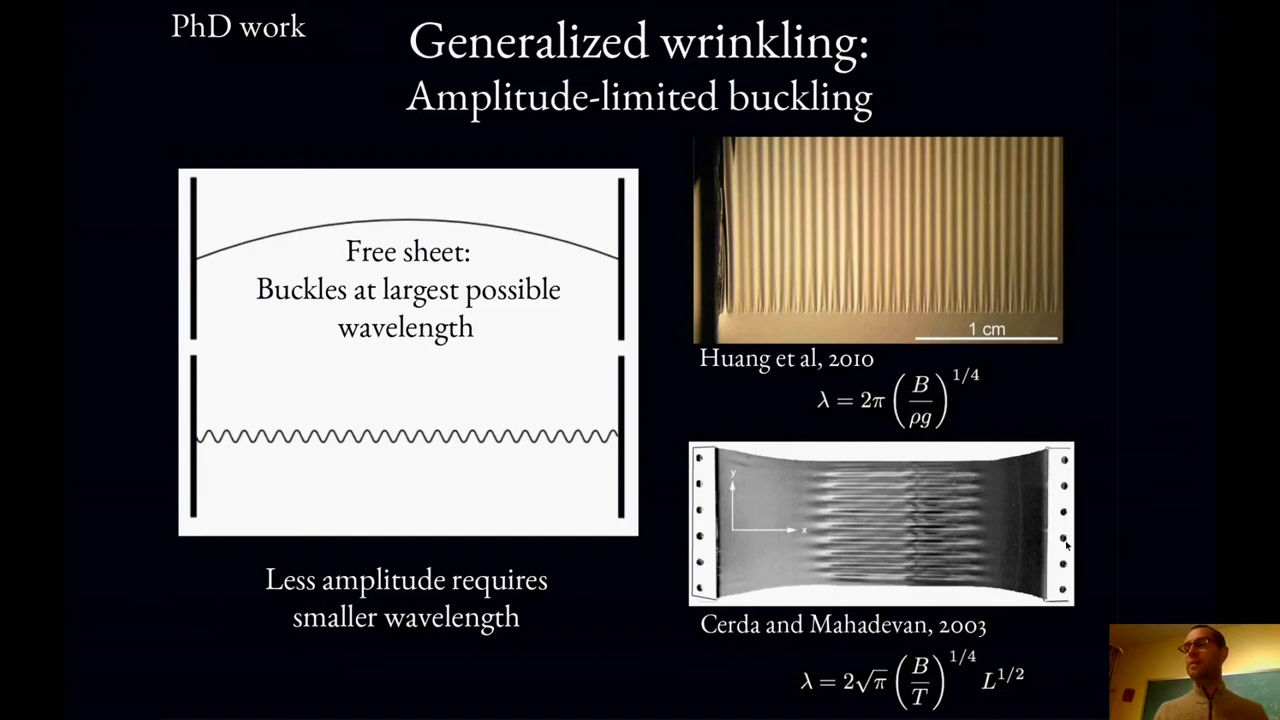 PhD work
Generalized wrinkling:
Amplitude-limited buckling
Free sheet:
Buckles at largest possible
wavelength
Less amplitude requires
smaller wavelength
1 cm
Huang et al, 2010
λ = 2π (B/ρg)^{1/4}
y
x
Cerda and Mahadevan, 2003
λ = 2√π (B/T)^{1/4} L^{1/2}